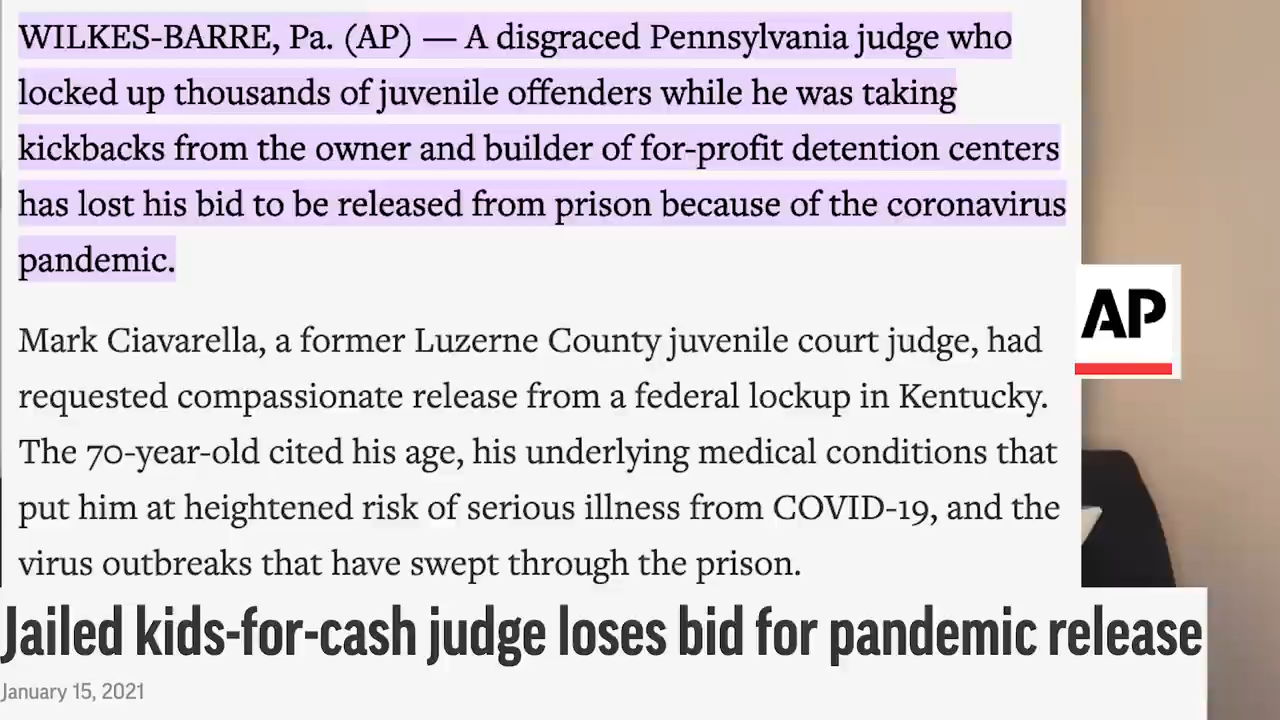 WILKES-BARRE, Pa. (AP) — A disgraced Pennsylvania judge who
locked up thousands of juvenile offenders while he was taking
kickbacks from the owner and builder of for-profit detention centers
has lost his bid to be released from prison because of the coronavirus
pandemic.
Mark Ciavarella, a former Luzerne County juvenile court judge, had
requested compassionate release from a federal lockup in Kentucky.
The 70-year-old cited his age, his underlying medical conditions that
put him at heightened risk of serious illness from COVID-19, and the
virus outbreaks that have swept through the prison.
AP
Jailed kids-for-cash judge loses bid for pandemic release
January 15, 2021